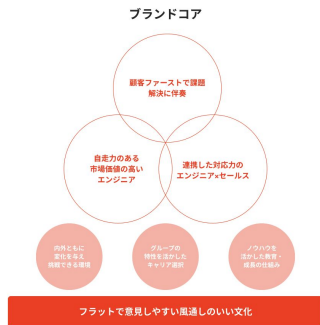 ブランドコア
顧客ファーストで課題
解決に伴奏
自走力のある
市場価値の高い
エンジニア
連携した対応力の
エンジニア×セールス
内外ともに
変化を与え
挑戦できる環境
グループの
特性を活かした
キャリア選択
ノウハウを
活かした教育・
成長の仕組み
フラットで意見しやすい風通しのいい文化